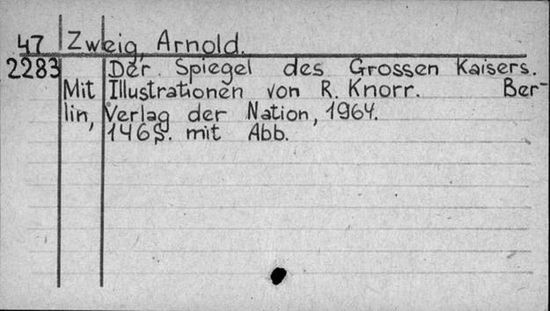 47 Zweig, Arnold.
2283 Der Spiegel des Grossen Kaisers.
Mit Illustrationen von R. Knorr. Ber-
lin, Verlag der Nation, 1964.
146S. mit Abb.